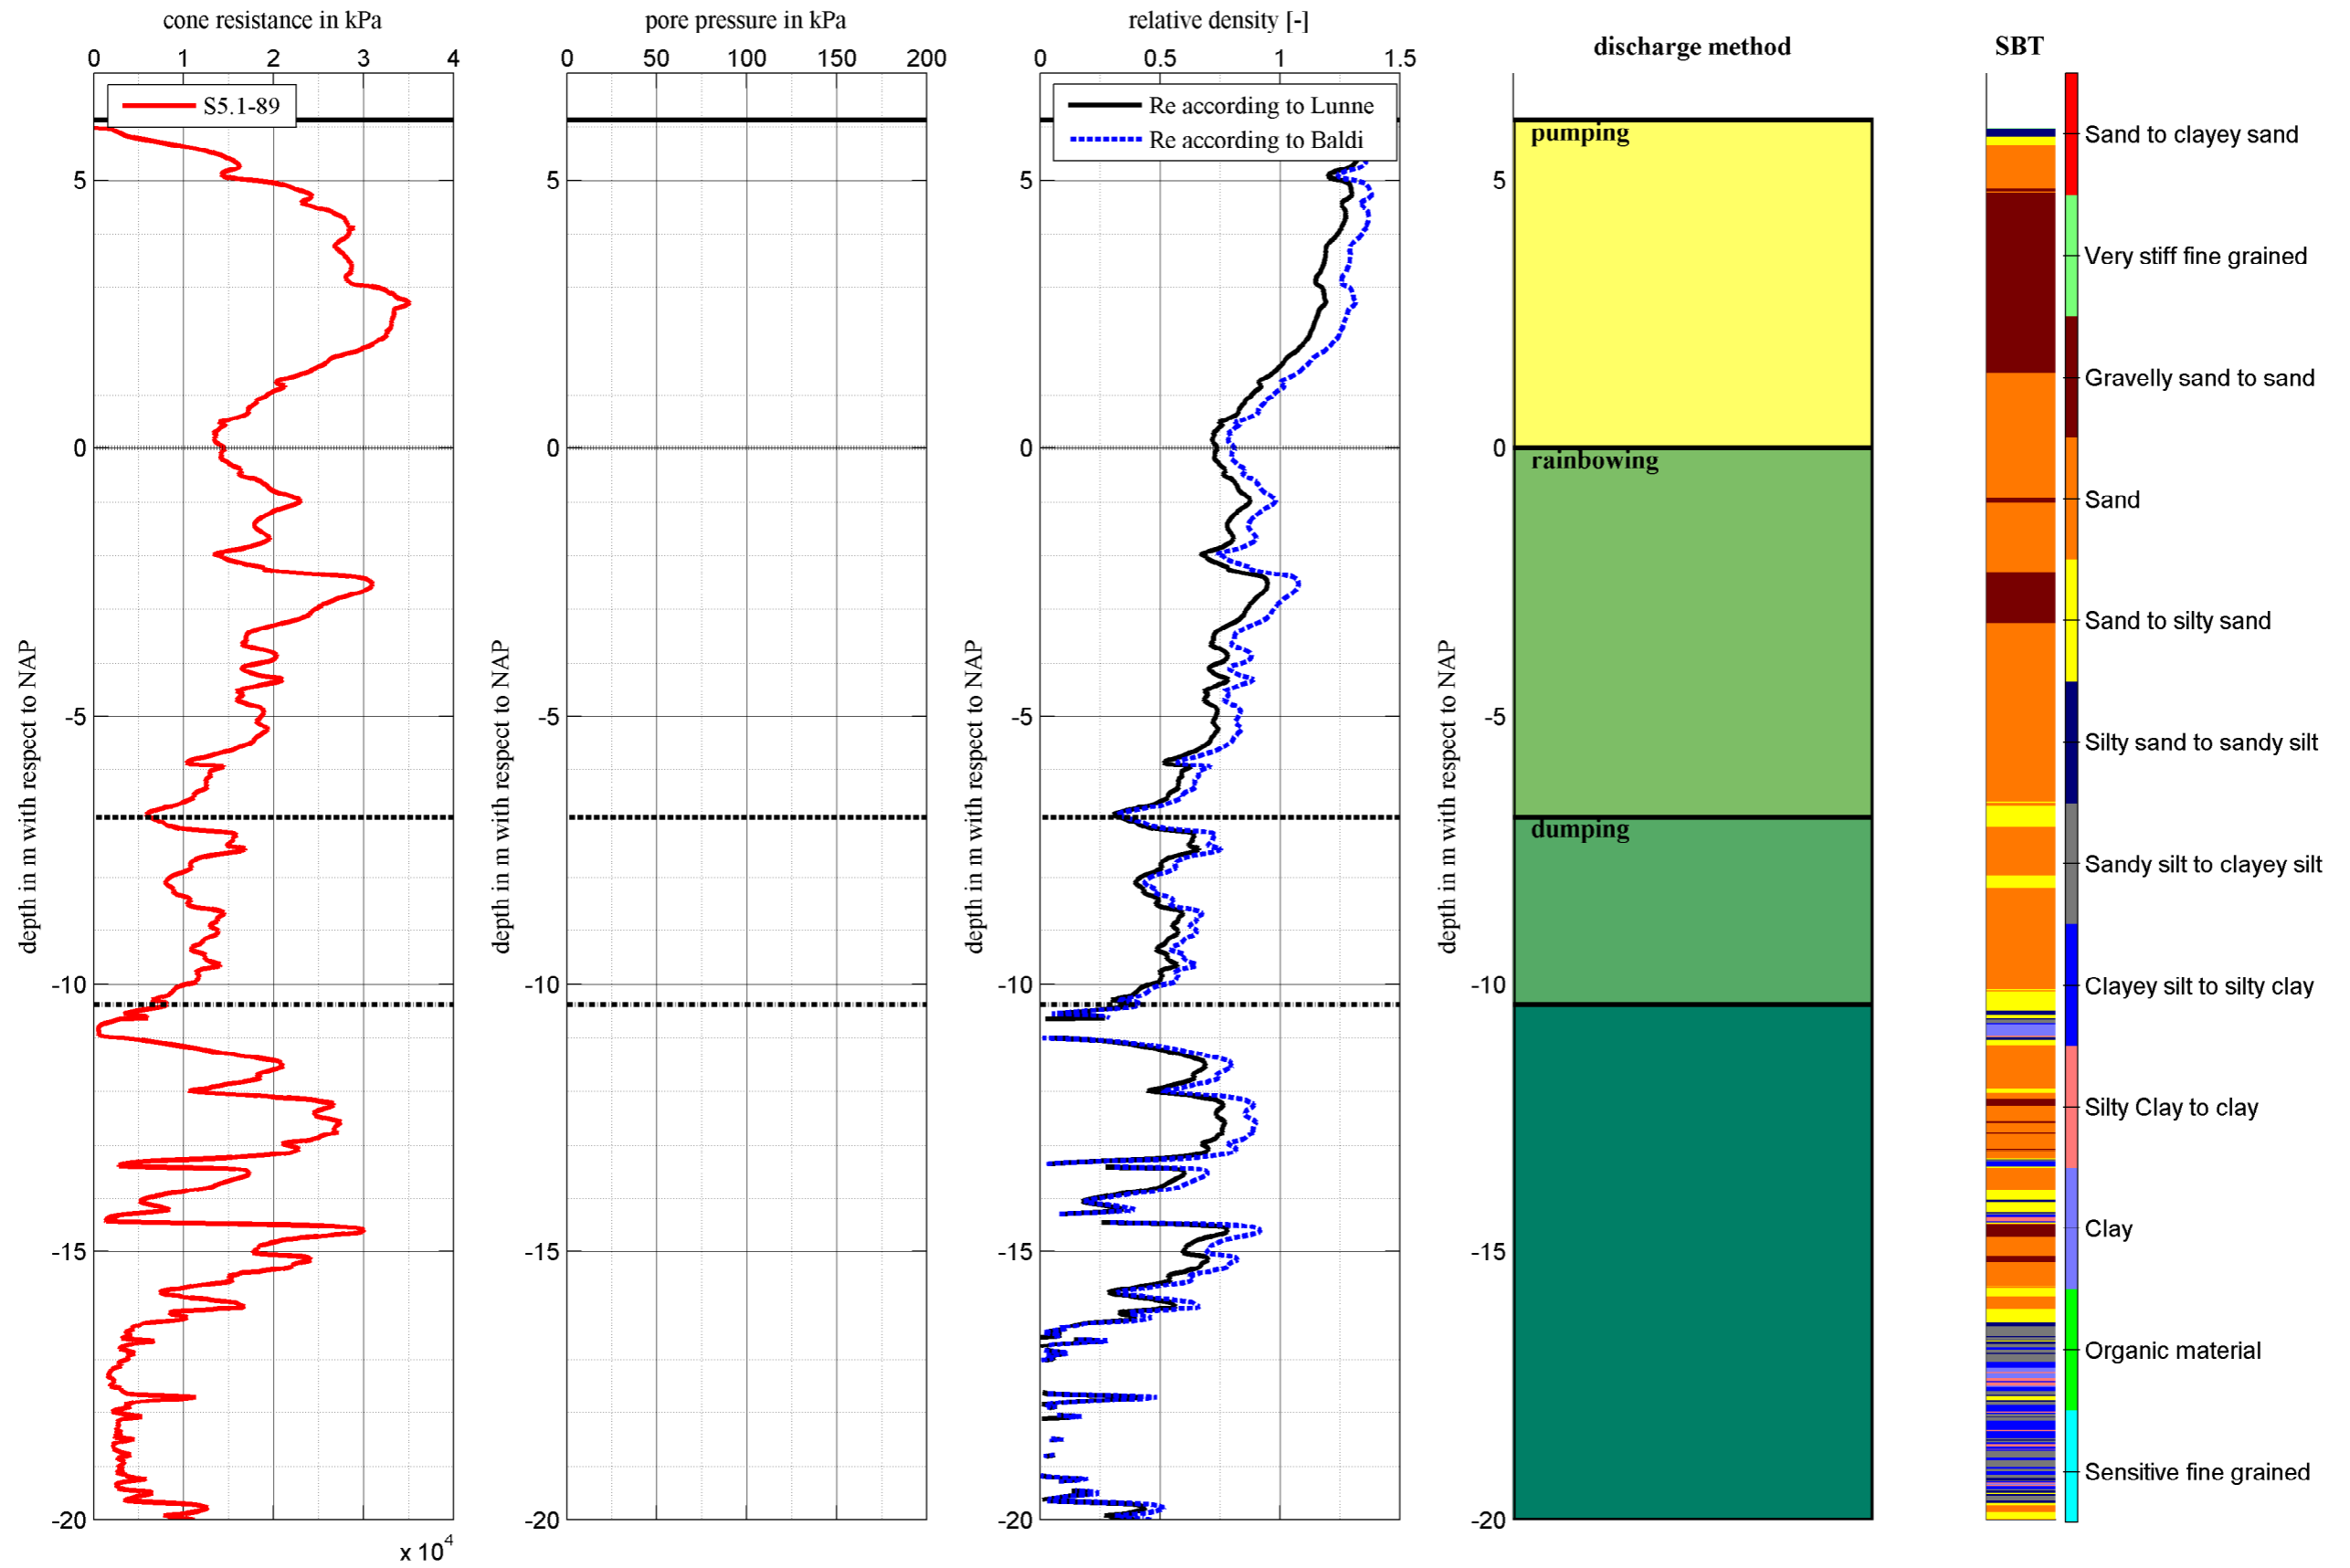 cone resistance in kPa
0 1 2 3 4
S5.1-89
5
0
-5
-10
-15
-20
x 10^4
depth in m with respect to NAP
pore pressure in kPa
0 50 100 150 200
5
0
-5
-10
-15
-20
depth in m with respect to NAP
relative density [-]
0 0.5 1 1.5
Re according to Lunne
Re according to Baldi
5
0
-5
-10
-15
-20
depth in m with respect to NAP
discharge method
pumping
rainbowing
dumping
5
0
-5
-10
-15
-20
depth in m with respect to NAP
SBT
Sand to clayey sand
Very stiff fine grained
Gravelly sand to sand
Sand
Sand to silty sand
Silty sand to sandy silt
Sandy silt to clayey silt
Clayey silt to silty clay
Silty Clay to clay
Clay
Organic material
Sensitive fine grained